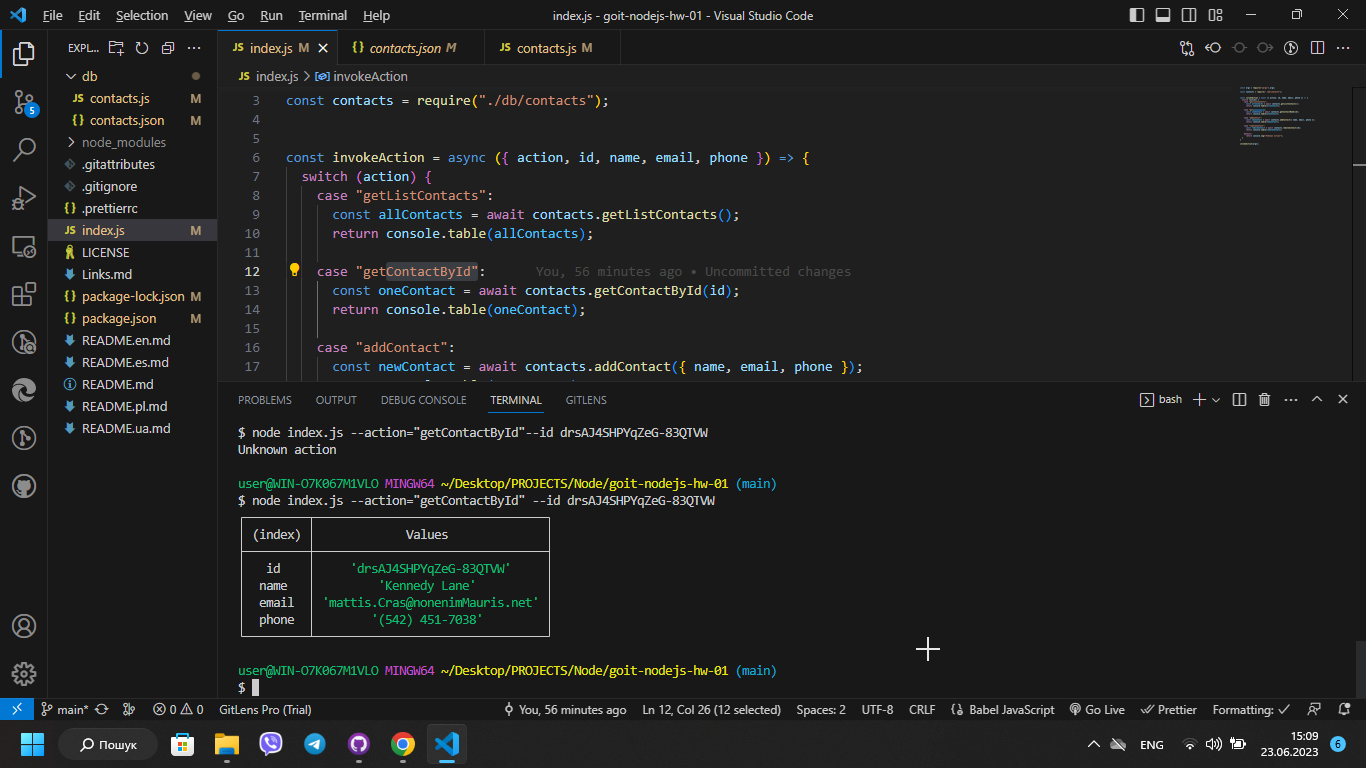 File Edit Selection View Go Run Terminal Help
index.js - goit-nodejs-hw-01 - Visual Studio Code
EXPL...
db
JS contacts.js M
{} contacts.json M
node_modules
.gitattributes
.gitignore
{} .prettierrc
JS index.js M
LICENSE
Links.md
{} package-lock.json M
{} package.json M
README.en.md
README.es.md
README.md
README.pl.md
README.ua.md
5
JS index.js M
{} contacts.json M
JS contacts.js M
JS index.js > invokeAction
3 const contacts = require("./db/contacts");
4
5
6 const invokeAction = async ({ action, id, name, email, phone }) => {
7 switch (action) {
8 case "getListContacts":
9 const allContacts = await contacts.getListContacts();
10 return console.table(allContacts);
11
12 case "getContactById": You, 56 minutes ago • Uncommitted changes
13 const oneContact = await contacts.getContactById(id);
14 return console.table(oneContact);
15
16 case "addContact":
17 const newContact = await contacts.addContact({ name, email, phone });
PROBLEMS OUTPUT DEBUG CONSOLE TERMINAL GITLENS
bash
$ node index.js --action="getContactById"--id drsAJ4SHPYqZeG-83QTVW
Unknown action
user@WIN-O7K067M1VLO MINGW64 ~/Desktop/PROJECTS/Node/goit-nodejs-hw-01 (main)
$ node index.js --action="getContactById" --id drsAJ4SHPYqZeG-83QTVW
(index) Values
id 'drsAJ4SHPYqZeG-83QTVW'
name 'Kennedy Lane'
email 'mattis.Cras@nonenimMauris.net'
phone '(542) 451-7038'
user@WIN-O7K067M1VLO MINGW64 ~/Desktop/PROJECTS/Node/goit-nodejs-hw-01 (main)
$
main* 0 0 GitLens Pro (Trial) You, 56 minutes ago Ln 12, Col 26 (12 selected) Spaces: 2 UTF-8 CRLF {} Babel JavaScript Go Live Prettier Formatting:
Пошук
ENG
15:09
23.06.2023
6